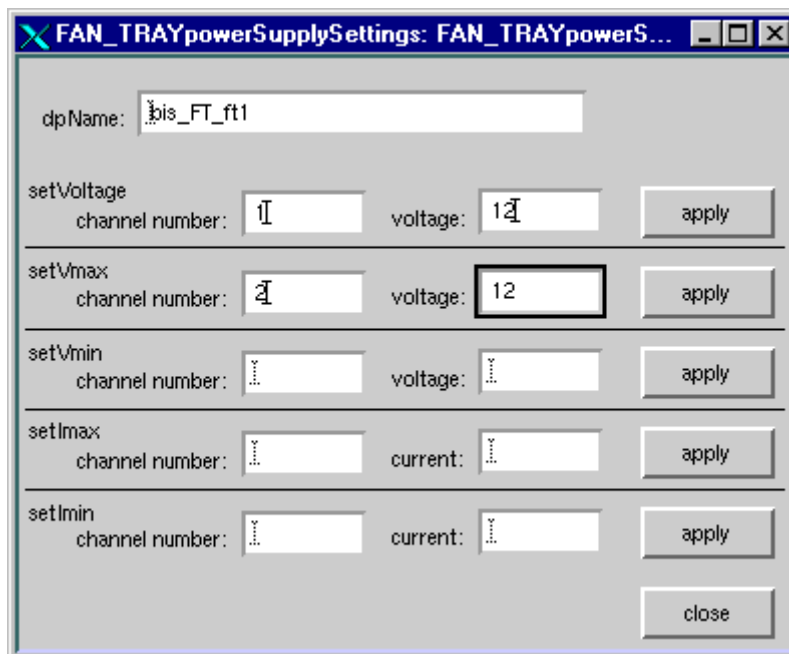 FAN_TRAYpowerSupplySettings: FAN_TRAYpowerS...
dpName: bis_FT_ft1
setVoltage
channel number: 1 voltage: 12 apply
setVmax
channel number: 2 voltage: 12 apply
setVmin
channel number: voltage: apply
setImax
channel number: current: apply
setImin
channel number: current: apply
close